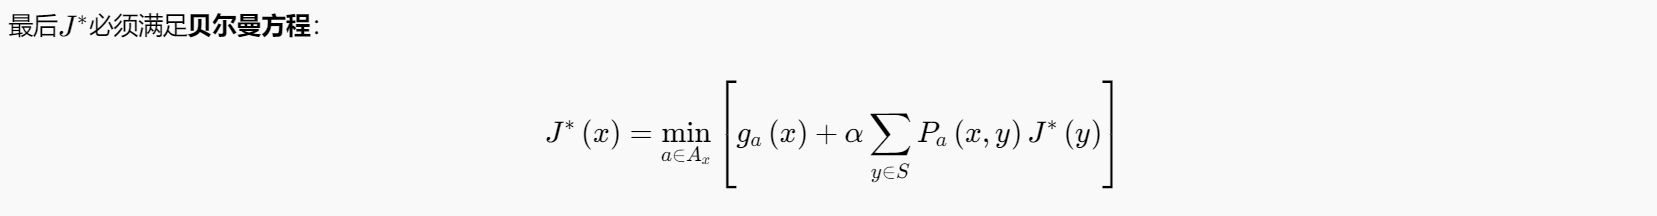 最后J*必须满足贝尔曼方程：
J* (x) = min_{a∈A_x} [ g_a (x) + α ∑_{y∈S} P_a (x, y) J* (y) ]